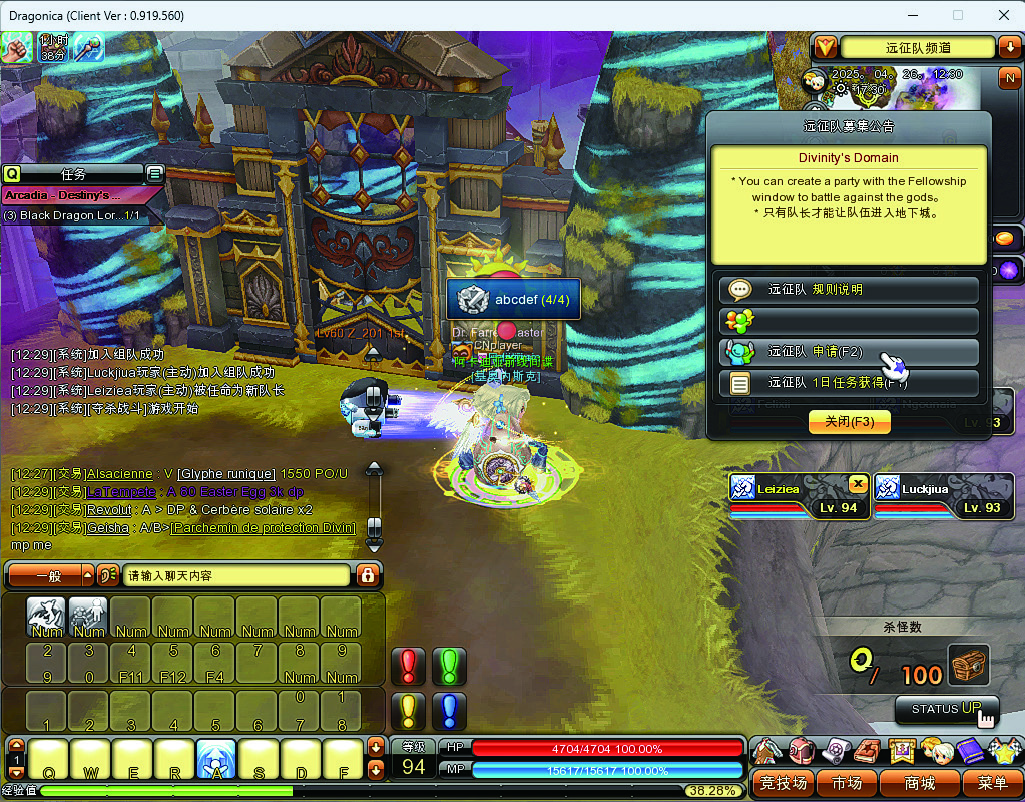 Dragonica (Client Ver : 0.919.560)
1小时
38分
远征队频道
2025。04。26。12:30
17:30
N
远征队募集公告
Divinity's Domain
* You can create a party with the Fellowship
window to battle against the gods。
* 只有队长才能让队伍进入地下城。
远征队 规则说明
远征队 申请(F2)
远征队 1日任务获得(F1)
关闭(F3)
Q 任务
Arcadia - Destiny's ...
(3) Black Dragon Lor...1/1
abcdef (4/4)
CNplayer
[12:29][系统]加入组队成功
[12:29][系统]Luckjiua玩家(主动)加入组队成功
[12:29][系统]Leiziea玩家(主动)被任命为新队长
[12:29][系统][夺杀战斗]游戏开始
[12:27][交易]Alsacienne : V [Glyphe runique] 1550 PO/U
[12:29][交易]LaTempete : A 60 Easter Egg 3k dp
[12:29][交易]Revolut : A > DP & Cerbère solaire x2
[12:29][交易]Geisha : A/B>[Parchemin de protection Divin]
mp me
Lv. 93
Leiziea
Lv. 94
Luckjiua
Lv. 93
一般
请输入聊天内容
Num Num Num Num Num Num Num Num
2 3 4 5 6 7 8 9
9 0 F11 F12 F4 Num Num
0 1
1 2 3 4 5 6 7 8
杀怪数
0/ 100
STATUS UP
1
Q W E R A S D F
等级
94
HP 4704/4704 100.00%
MP 15617/15617 100.00%
经验值
38.28%
竞技场 市场 商城 菜单